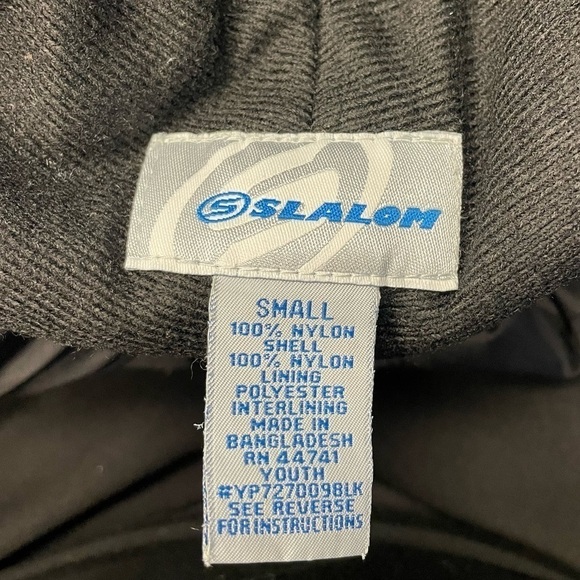 S SLALOM
SMALL
100% NYLON
SHELL
100% NYLON
LINING
POLYESTER
INTERLINING
MADE IN
BANGLADESH
RN 44741
YOUTH
#YP7270098LK
SEE REVERSE
FOR INSTRUCTIONS